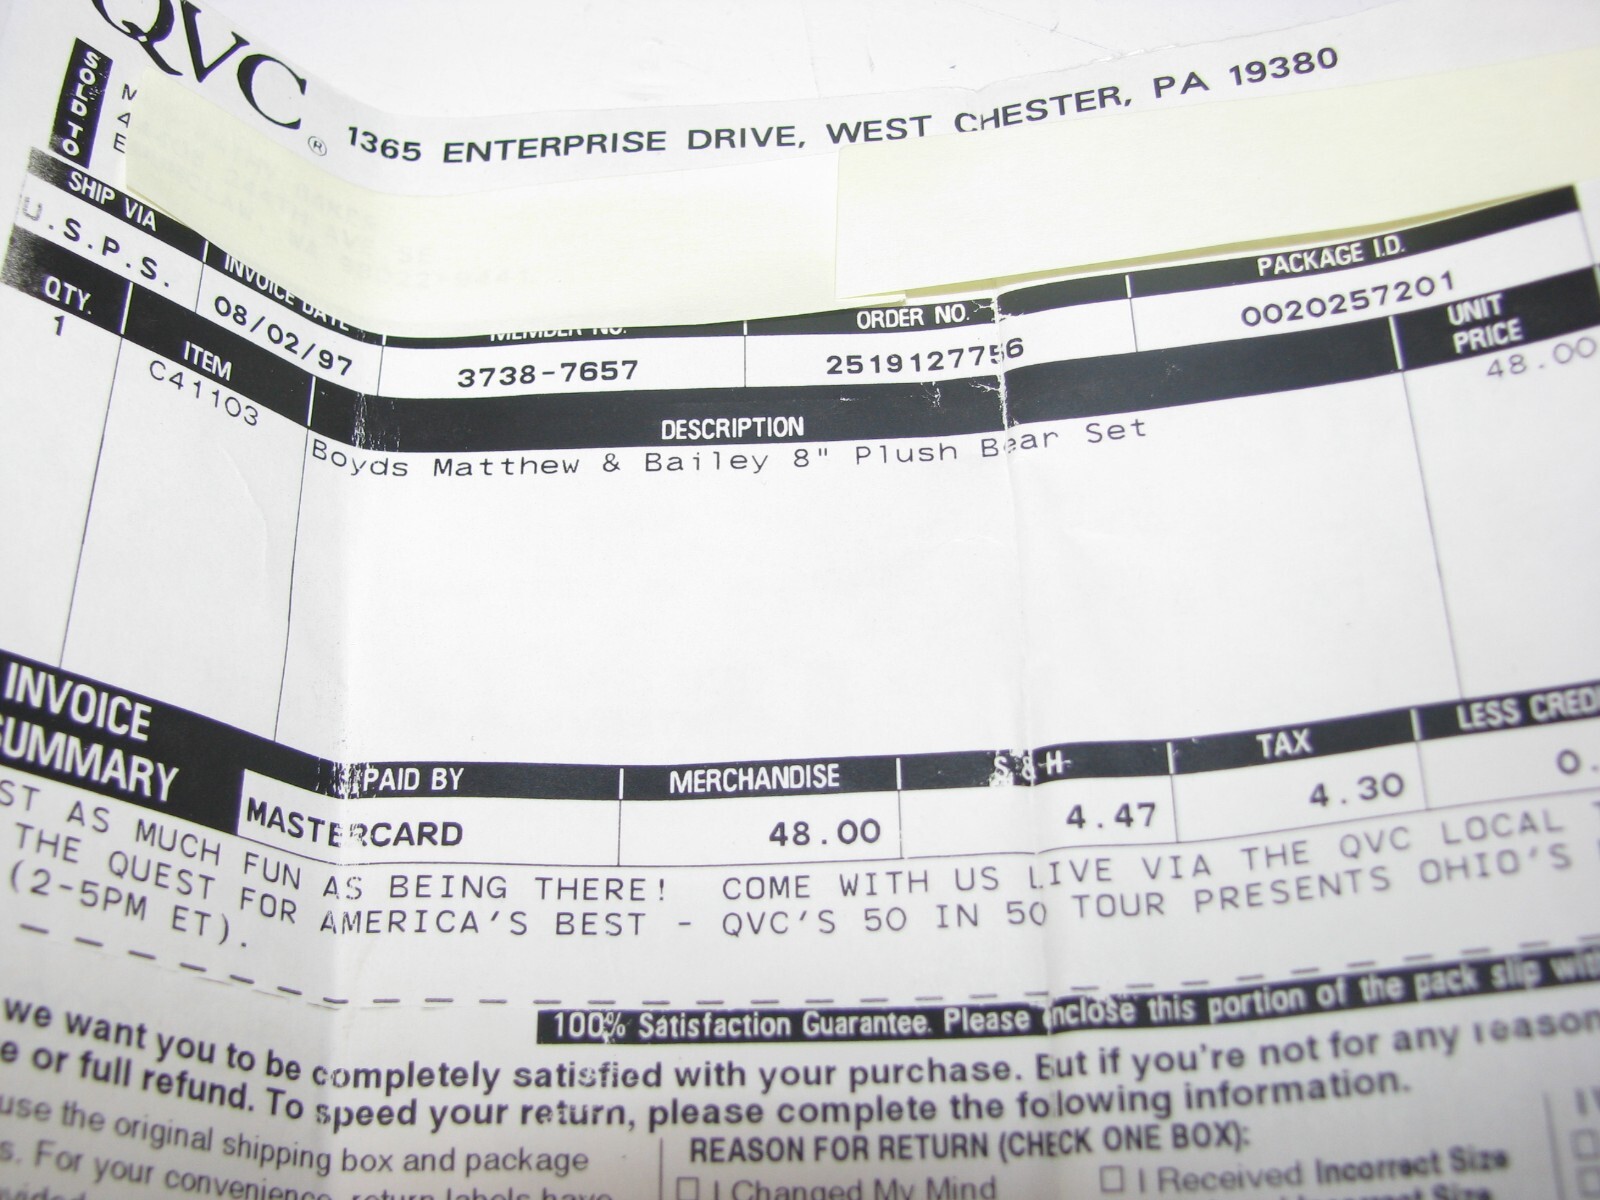 QVC ® 1365 ENTERPRISE DRIVE, WEST CHESTER, PA 19380
SOLD TO
SHIP VIA INVOICE DATE MEMBER NO. ORDER NO. PACKAGE I.D.
U.S.P.S. 08/02/97 3738-7657 2519127756 0020257201
QTY. ITEM DESCRIPTION UNIT PRICE
1 C41103 Boyds Matthew & Bailey 8" Plush Bear Set 48.00
INVOICE SUMMARY PAID BY MERCHANDISE S & H TAX LESS
MASTERCARD 48.00 4.47 4.30 0.
AS MUCH FUN AS BEING THERE! COME WITH US LIVE VIA THE QVC LOCAL
THE QUEST FOR AMERICA'S BEST - QVC'S 50 IN 50 TOUR PRESENTS OHIO'S
(2-5PM ET).
100% Satisfaction Guarantee. Please enclose this portion of the pack slip
we want you to be completely satisfied with your purchase. But if you're not for any reason
or full refund. To speed your return, please complete the following information.
use the original shipping box and package
For your convenience, return labels have
REASON FOR RETURN (CHECK ONE BOX):
I Changed My Mind
I Received Incorrect Size